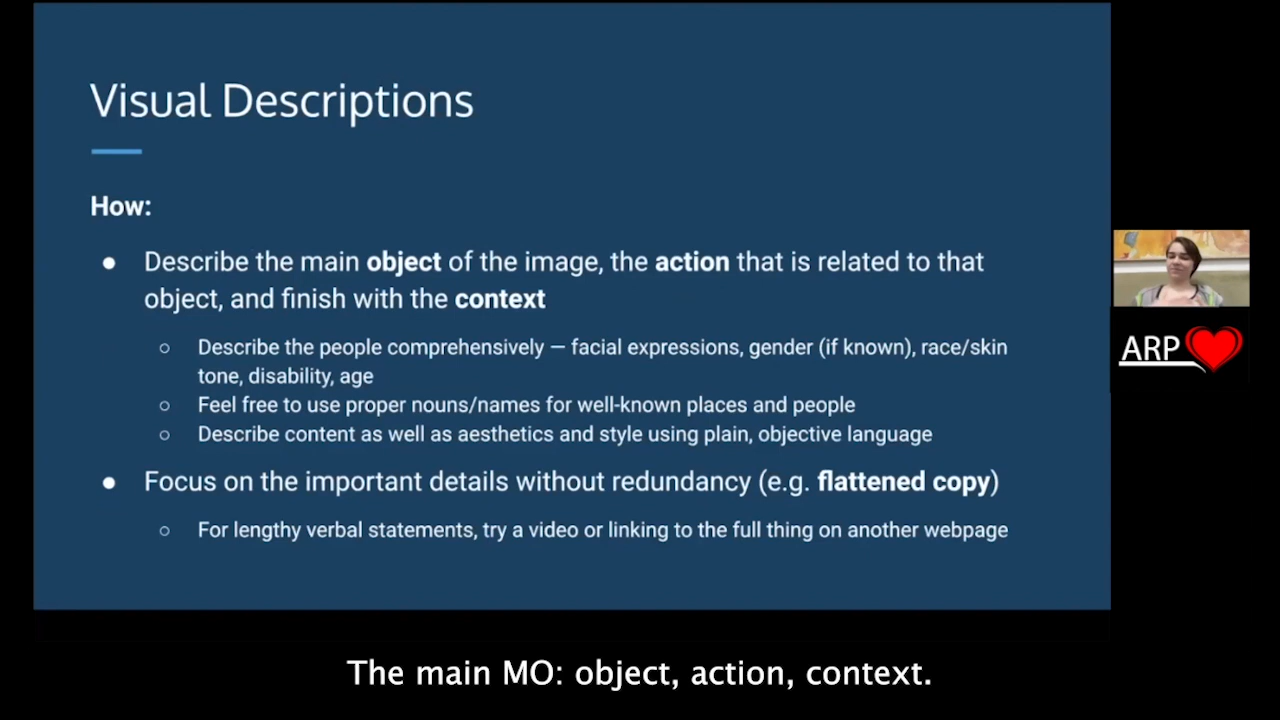 Visual Descriptions
How:
● Describe the main object of the image, the action that is related to that
object, and finish with the context
○ Describe the people comprehensively — facial expressions, gender (if known), race/skin
tone, disability, age
○ Feel free to use proper nouns/names for well-known places and people
○ Describe content as well as aesthetics and style using plain, objective language
● Focus on the important details without redundancy (e.g. flattened copy)
○ For lengthy verbal statements, try a video or linking to the full thing on another webpage
ARP
The main MO: object, action, context.